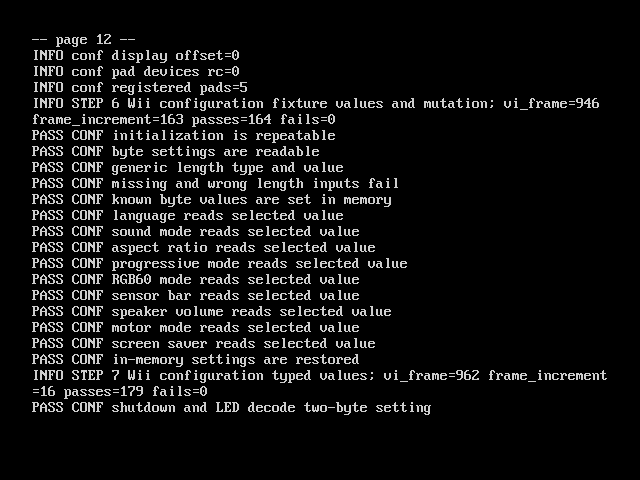 -- page 12 --
INFO conf display offset=0
INFO conf pad devices rc=0
INFO conf registered pads=5
INFO STEP 6 Wii configuration fixture values and mutation; vi_frame=946
frame_increment=163 passes=164 fails=0
PASS CONF initialization is repeatable
PASS CONF byte settings are readable
PASS CONF generic length type and value
PASS CONF missing and wrong length inputs fail
PASS CONF known byte values are set in memory
PASS CONF language reads selected value
PASS CONF sound mode reads selected value
PASS CONF aspect ratio reads selected value
PASS CONF progressive mode reads selected value
PASS CONF RGB60 mode reads selected value
PASS CONF sensor bar reads selected value
PASS CONF speaker volume reads selected value
PASS CONF motor mode reads selected value
PASS CONF screen saver reads selected value
PASS CONF in-memory settings are restored
INFO STEP 7 Wii configuration typed values; vi_frame=962 frame_increment
=16 passes=179 fails=0
PASS CONF shutdown and LED decode two-byte setting